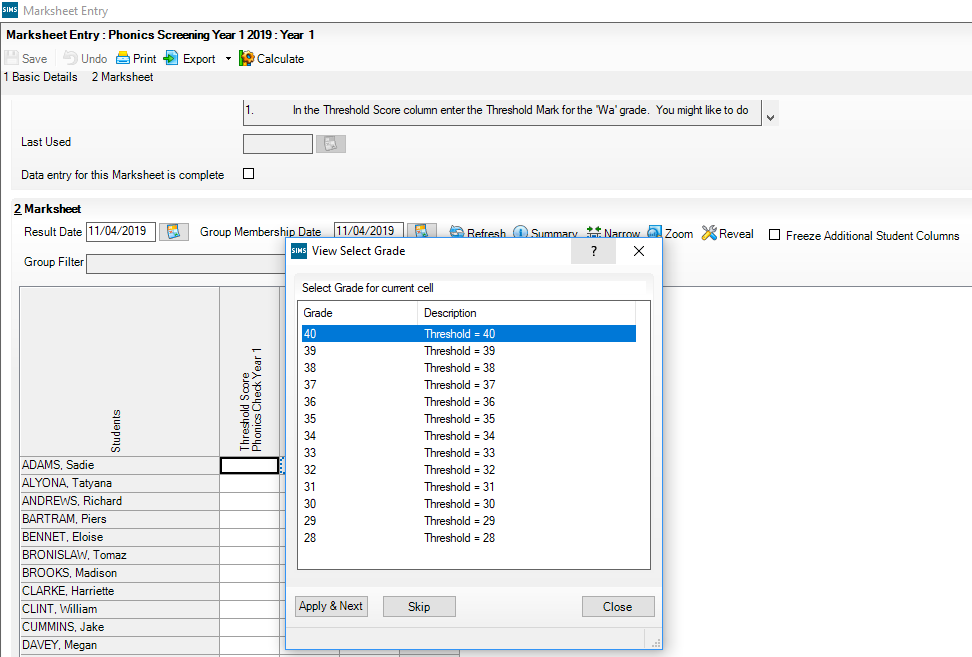 SIMS Marksheet Entry
Marksheet Entry : Phonics Screening Year 1 2019 : Year 1
Save Undo Print Export Calculate
1 Basic Details 2 Marksheet
1. In the Threshold Score column enter the Threshold Mark for the 'Wa' grade. You might like to do
Last Used
Data entry for this Marksheet is complete
2 Marksheet
Result Date 11/04/2019 Group Membership Date 11/04/2019 Refresh Summary Narrow Zoom Reveal Freeze Additional Student Columns
Group Filter
Students
Threshold Score
Phonics Check Year 1
ADAMS, Sadie
ALYONA, Tatyana
ANDREWS, Richard
BARTRAM, Piers
BENNET, Eloise
BRONISLAW, Tomaz
BROOKS, Madison
CLARKE, Harriette
CLINT, William
CUMMINS, Jake
DAVEY, Megan
SIMS View Select Grade ?
Select Grade for current cell
Grade Description
40 Threshold = 40
39 Threshold = 39
38 Threshold = 38
37 Threshold = 37
36 Threshold = 36
35 Threshold = 35
34 Threshold = 34
33 Threshold = 33
32 Threshold = 32
31 Threshold = 31
30 Threshold = 30
29 Threshold = 29
28 Threshold = 28
Apply & Next Skip Close